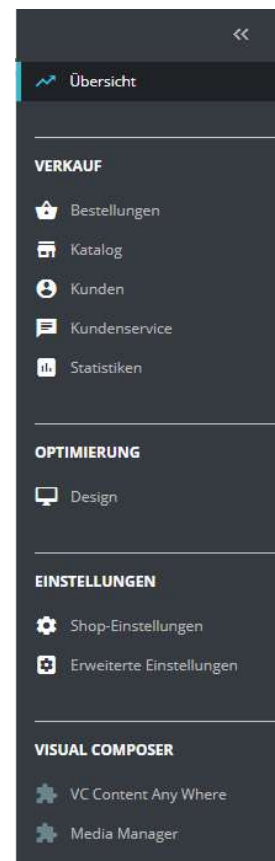 Übersicht
VERKAUF
Bestellungen
Katalog
Kunden
Kundenservice
Statistiken
OPTIMIERUNG
Design
EINSTELLUNGEN
Shop-Einstellungen
Erweiterte Einstellungen
VISUAL COMPOSER
VC Content Any Where
Media Manager